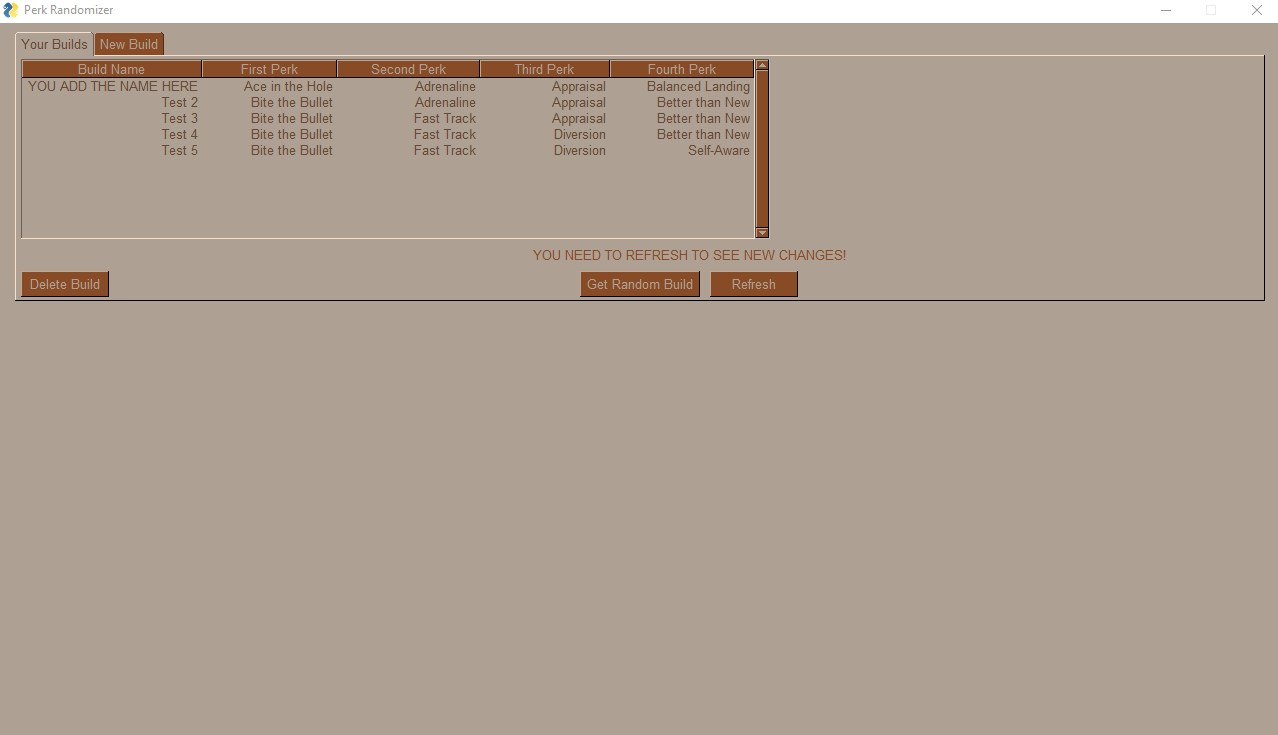 Perk Randomizer
Your Builds New Build
Build Name First Perk Second Perk Third Perk Fourth Perk
YOU ADD THE NAME HERE Ace in the Hole Adrenaline Appraisal Balanced Landing
Test 2 Bite the Bullet Adrenaline Appraisal Better than New
Test 3 Bite the Bullet Fast Track Appraisal Better than New
Test 4 Bite the Bullet Fast Track Diversion Better than New
Test 5 Bite the Bullet Fast Track Diversion Self-Aware
YOU NEED TO REFRESH TO SEE NEW CHANGES!
Delete Build Get Random Build Refresh